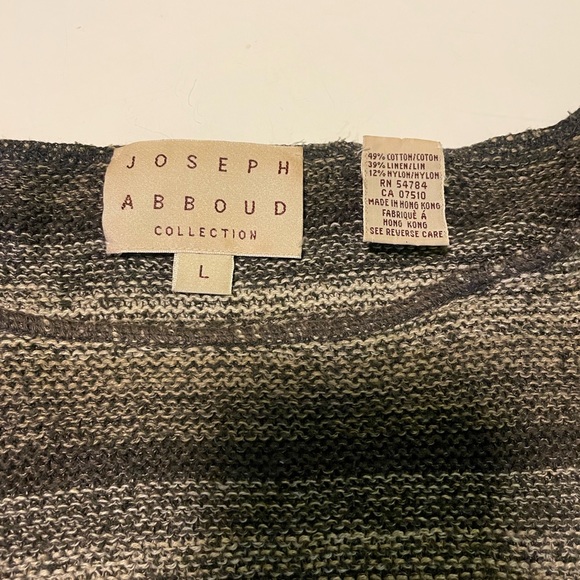 JOSEPH
ABBOUD
COLLECTION
L
49% COTTON/COTON
39% LINEN/LIN
12% NYLON/NYLON
RN 54784
CA 07510
MADE IN HONG KONG
FABRIQUÉ À
HONG KONG
SEE REVERSE CARE